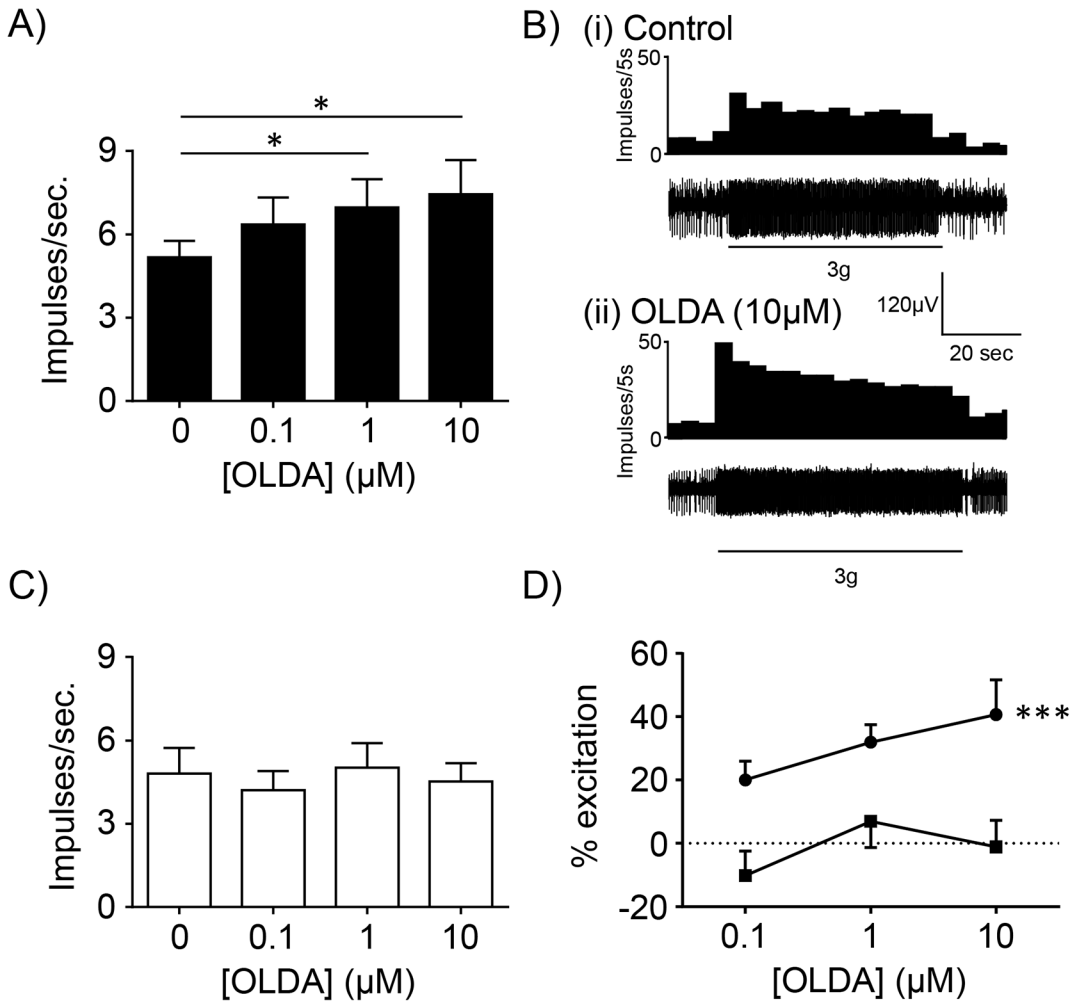 A)
*
*
9
6
3
0
Impulses/sec.
0 0.1 1 10
[OLDA] (μM)
B) (i) Control
50
0
Impulses/5s
3g
120μV
20 sec
(ii) OLDA (10μM)
50
0
Impulses/5s
3g
C)
9
6
3
0
Impulses/sec.
0 0.1 1 10
[OLDA] (μM)
D)
60
40
20
0
-20
% excitation
***
0.1 1 10
[OLDA] (μM)